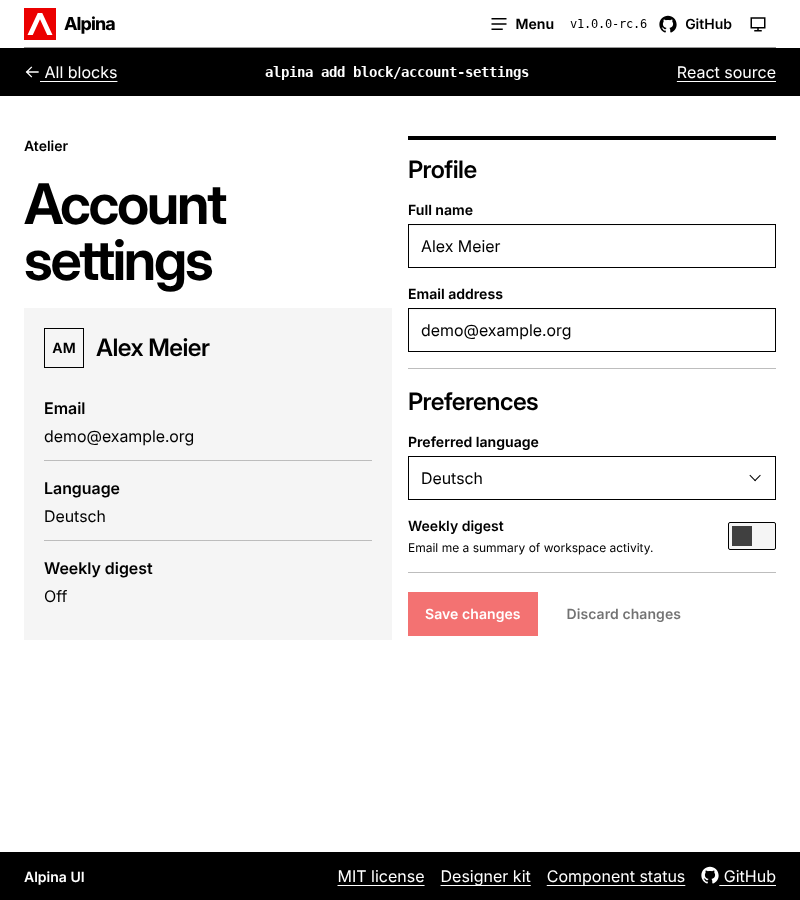 Alpina
Menu
v1.0.0-rc.6
GitHub
← All blocks
alpina add block/account-settings
React source
Atelier
Account
settings
AM
Alex Meier
Email
demo@example.org
Language
Deutsch
Weekly digest
Off
Profile
Full name
Alex Meier
Email address
demo@example.org
Preferences
Preferred language
Deutsch
Weekly digest
Email me a summary of workspace activity.
Save changes
Discard changes
Alpina UI
MIT license
Designer kit
Component status
GitHub